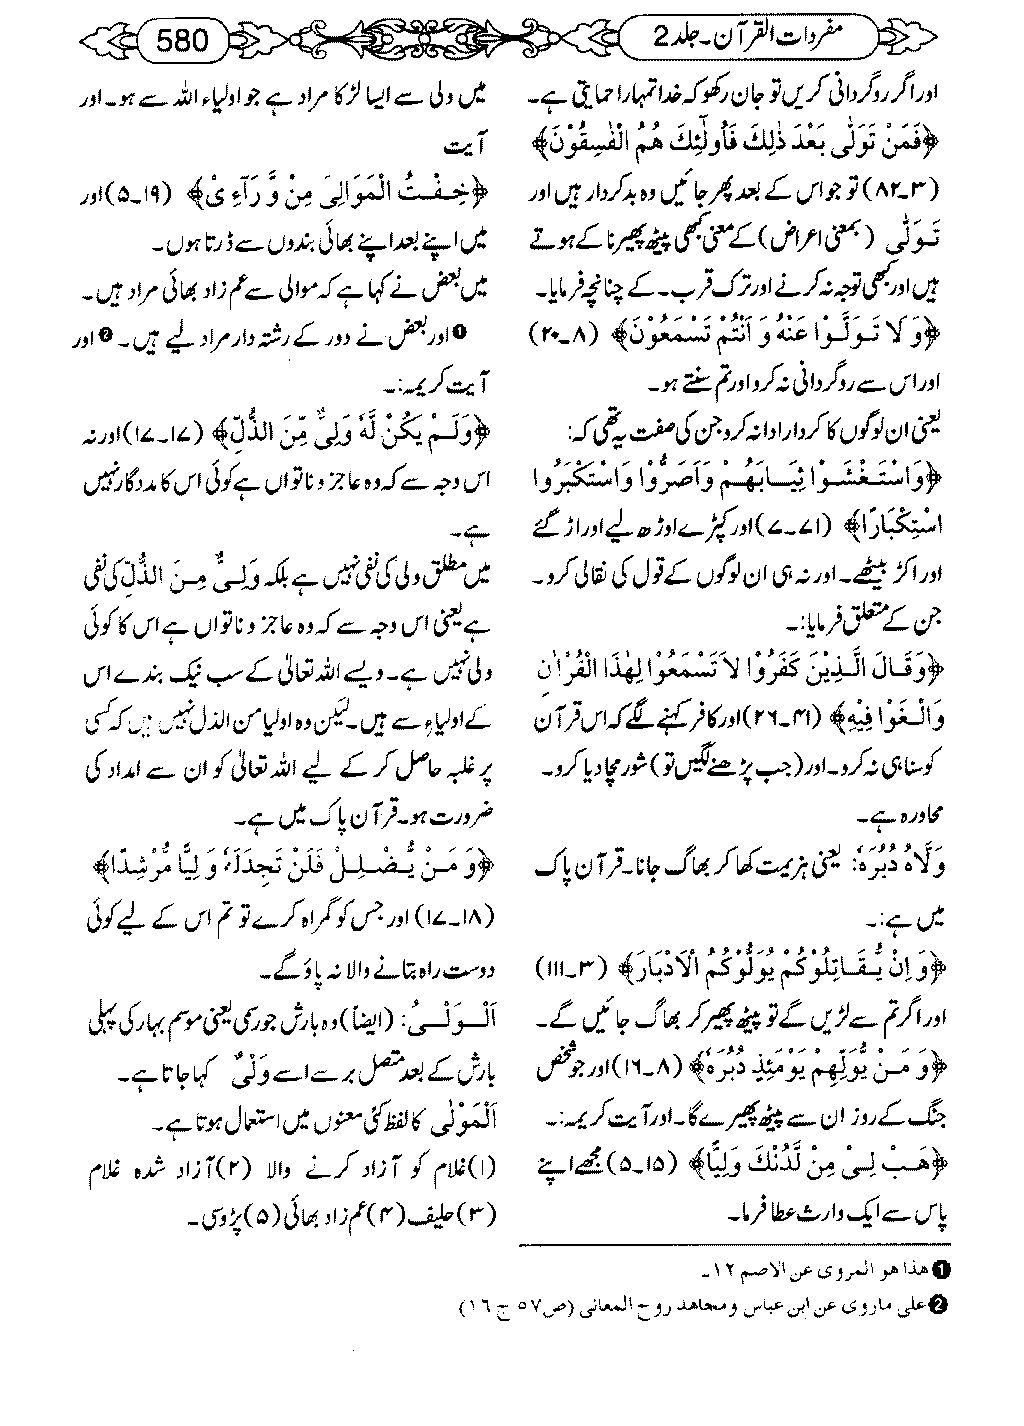 مفردات القرآن۔ جلد 2
580
اور اگر روگردانی کریں تو جان رکھو کہ خدا تمہارا حمایتی ہے۔
﴿فَمَنْ تَوَلّٰى بَعْدَ ذٰلِكَ فَاُولٰٓئِكَ هُمُ الْفٰسِقُوْنَ﴾
(۳۔۸۲) تو جو اس کے بعد پھر جائیں وہ بدکردار ہیں اور
تَوَلّٰى (بمعنی اعراض) کے معنی کبھی پیٹھ پھیرنا کے ہوتے
ہیں اور کبھی توجہ نہ کرنے اور ترک قرب۔ کے چنانچہ فرمایا۔
﴿وَلَا تَوَلَّوْا عَنْهُ وَ اَنْتُمْ تَسْمَعُوْنَ﴾ (۸۔۲۰)
اور اس سے روگردانی نہ کرو اور تم سنتے ہو۔
یعنی ان لوگوں کا کردار ادا نہ کرو جن کی صفت یہ تھی کہ:
﴿وَاسْتَغْشَوْا ثِيَابَهُمْ وَاَصَرُّوْا وَاسْتَكْبَرُوا
اسْتِكْبَارًا﴾ (۷۱۔۷) اور کپڑے اوڑھ لیے اور اڑ گئے
اور اکڑ بیٹھے۔ اور نہ ہی ان لوگوں کے قول کی نقالی کرو۔
جن کے متعلق فرمایا:۔
﴿وَقَالَ الَّذِيْنَ كَفَرُوْا لَا تَسْمَعُوْا لِهٰذَا الْقُرْاٰنِ
وَالْغَوْا فِيْهِ﴾ (۴۱۔۲۶) اور کافر کہنے لگے کہ اس قرآن
کو سنا ہی نہ کرو۔ اور (جب پڑھنے لگیں تو) شور مچا دیا کرو۔
محاورہ ہے۔
وَلَّاهُ دُبُرَهٗ: یعنی ہزیمت کھا کر بھاگ جانا۔ قرآن پاک
میں ہے:۔
﴿وَاِنْ يُّقَاتِلُوْكُمْ يُوَلُّوْكُمُ الْاَدْبَارَ﴾ (۳۔۱۱۱)
اور اگر تم سے لڑیں گے تو پیٹھ پھیر کر بھاگ جائیں گے۔
﴿وَمَنْ يُّوَلِّهِمْ يَوْمَئِذٍ دُبُرَهٗ﴾ (۸۔۱۶) اور جو شخص
جنگ کے روز ان سے پیٹھ پھیرے گا۔ اور آیت کریمہ:۔
﴿هَبْ لِيْ مِنْ لَّدُنْكَ وَلِيًّا﴾ (۱۵۔۵) مجھے اپنے
پاس سے ایک وارث عطا فرما۔
میں ولی سے ایسا لڑکا مراد ہے جو اولیاء اللہ سے ہو۔ اور
آیت
﴿خِفْتُ الْمَوَالِيَ مِنْ وَّرَآءِ يْ﴾ (۱۹۔۵) اور
میں اپنے بعد اپنے بھائی بندوں سے ڈرتا ہوں۔
میں بعض نے کہا ہے کہ موالی سے عم زاد بھائی مراد ہیں۔
❶ اور بعض نے دور کے رشتہ دار مراد لیے ہیں۔ ❷ اور
آیت کریمہ:۔
﴿وَلَمْ يَكُنْ لَّهٗ وَلِيٌّ مِّنَ الذُّلِّ﴾ (۱۷۔۱۷) اور نہ
اس وجہ سے کہ وہ عاجز و ناتواں ہے کوئی اس کا مددگار نہیں
ہے۔
میں مطلق ولی کی نفی نہیں ہے بلکہ وَلِيٌّ مِنَ الذُّلِّ کی نفی
ہے یعنی اس وجہ سے کہ وہ عاجز و ناتواں ہے اس کا کوئی
ولی نہیں ہے۔ ویسے اللہ تعالیٰ کے سب نیک بندے اس
کے اولیاء سے ہیں۔ لیکن وہ اولیا من الذل نہیں ہیں کہ کسی
پر غلبہ حاصل کر کے لیے اللہ تعالیٰ کو ان سے امداد کی
ضرورت ہو۔ قرآن پاک میں ہے۔
﴿وَمَنْ يُّضْلِلْ فَلَنْ تَجِدَلَهٗ وَلِيًّا مُّرْشِدًا﴾
(۱۸۔۱۷) اور جس کو گمراہ کرے تو تم اس کے لیے کوئی
دوست راہ بتانے والا نہ پاؤ گے۔
اَلْوَلْيُ: (ایضاً) وہ بارش جو رمی یعنی موسم بہار کی پہلی
بارش کے بعد متصل برسے اسے وَلْيٌ کہا جاتا ہے۔
اَلْمَوْلٰى کا لفظ کئی معنوں میں استعمال ہوتا ہے۔
(۱) غلام کو آزاد کرنے والا (۲) آزاد شدہ غلام
(۳) حلیف (۴) عم زاد بھائی (۵) پڑوسی۔
❶ هذا هو المروی عن الاصم ۱۲۔
❷ علی ماروی عن ابن عباس و مجاهد روح المعانی (ص ۵۷ ج ۱۶)